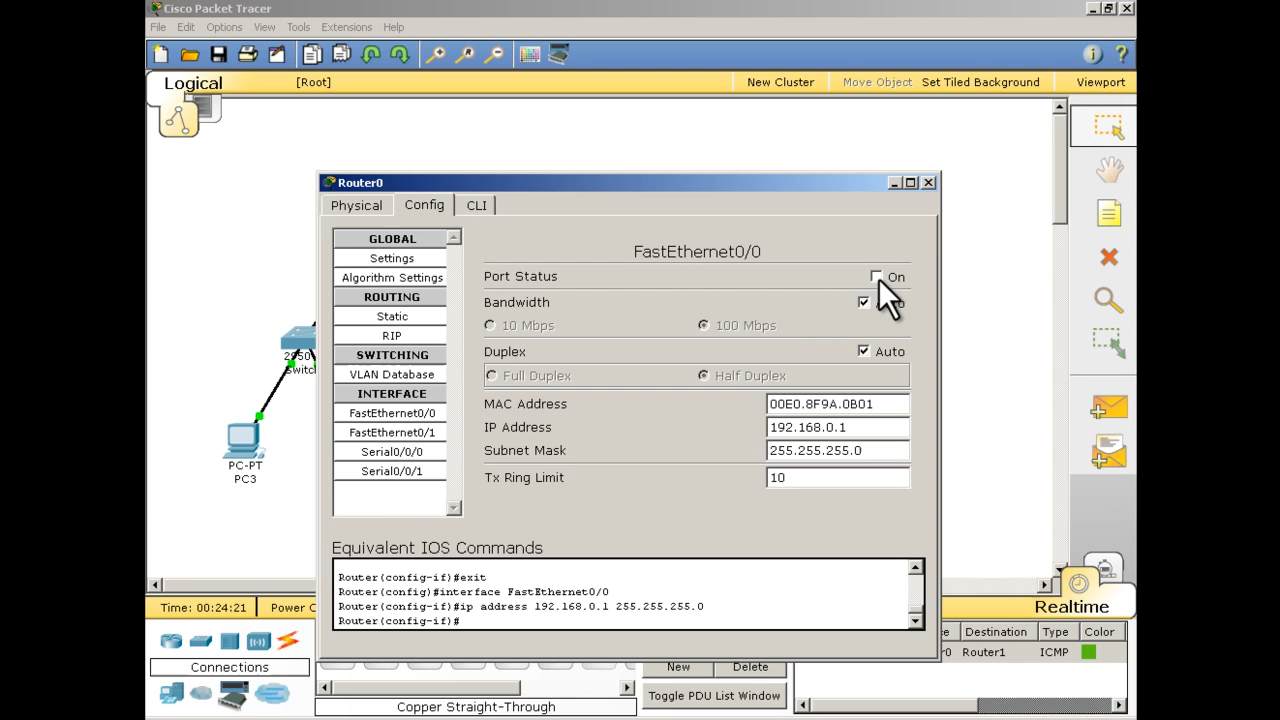 Cisco Packet Tracer
File Edit Options View Tools Extensions Help
Logical [Root] New Cluster Move Object Set Tiled Background Viewport
Router0
Physical Config CLI
GLOBAL
Settings
Algorithm Settings
ROUTING
Static
RIP
SWITCHING
VLAN Database
INTERFACE
FastEthernet0/0
FastEthernet0/1
Serial0/0/0
Serial0/0/1
FastEthernet0/0
Port Status On
Bandwidth
10 Mbps 100 Mbps
Duplex Auto
Full Duplex Half Duplex
MAC Address 00E0.8F9A.0B01
IP Address 192.168.0.1
Subnet Mask 255.255.255.0
Tx Ring Limit 10
Equivalent IOS Commands
Router(config-if)#exit
Router(config)#interface FastEthernet0/0
Router(config-if)#ip address 192.168.0.1 255.255.255.0
Router(config-if)#
PC-PT
PC3
Time: 00:24:21 Power C
Realtime
Connections
Copper Straight-Through
New Delete
Toggle PDU List Window
Destination Type Color
Router1 ICMP